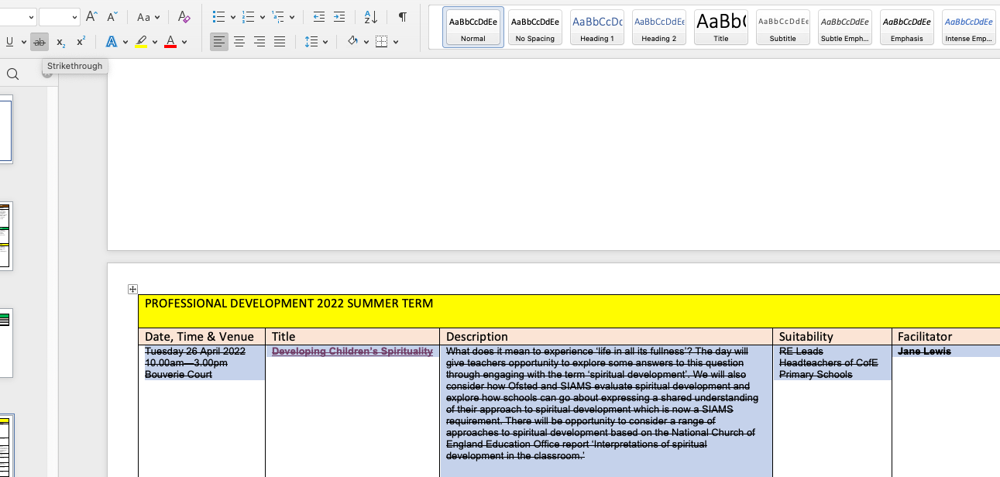 Aa
A
U
ab
x₂
x²
A
A
A
Z
¶
AaBbCcDdEe
Normal
AaBbCcDdEe
No Spacing
AaBbCcDc
Heading 1
AaBbCcDdEe
Heading 2
AaBb(
Title
AaBbCcDdEe
Subtitle
AaBbCcDdEe
Subtle Emph...
AaBbCcDdEe
Emphasis
AaBbCcDdEe
Intense Emp...
Strikethrough
PROFESSIONAL DEVELOPMENT 2022 SUMMER TERM
Date, Time & Venue
Title
Description
Suitability
Facilitator
Tuesday 26 April 2022
10.00am—3.00pm
Bouverie Court
Developing Children's Spirituality
What does it mean to experience ‘life in all its fullness’? The day will
give teachers opportunity to explore some answers to this question
through engaging with the term ‘spiritual development’. We will also
consider how Ofsted and SIAMS evaluate spiritual development and
explore how schools can go about expressing a shared understanding
of their approach to spiritual development which is now a SIAMS
requirement. There will be opportunity to consider a range of
approaches to spiritual development based on the National Church of
England Education Office report ‘Interpretations of spiritual
development in the classroom.’
RE Leads
Headteachers of CofE
Primary Schools
Jane Lewis